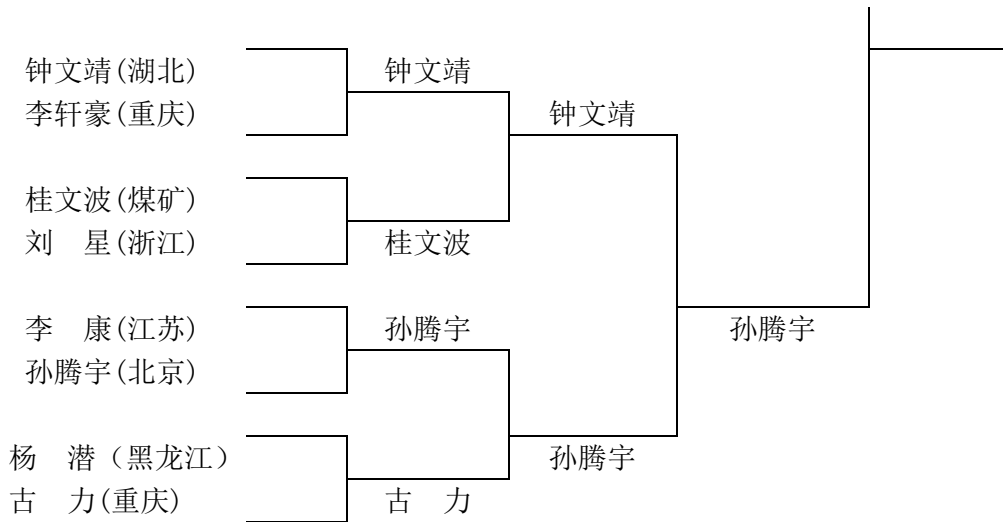 钟文靖(湖北)
李轩豪(重庆)
钟文靖
钟文靖
桂文波(煤矿)
刘　星(浙江)
桂文波
李　康(江苏)
孙腾宇(北京)
孙腾宇
孙腾宇
杨　潜（黑龙江）
古　力(重庆)
孙腾宇
古　力